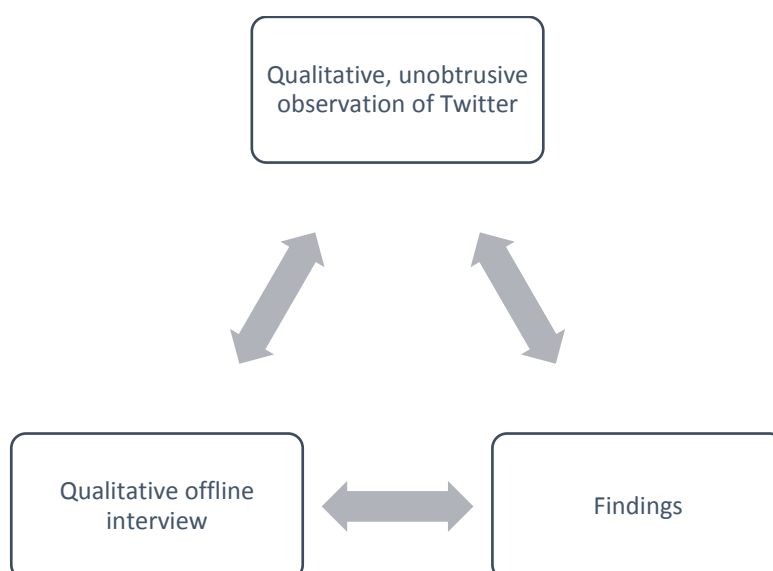 Qualitative, unobtrusive
observation of Twitter
Qualitative offline
interview
Findings